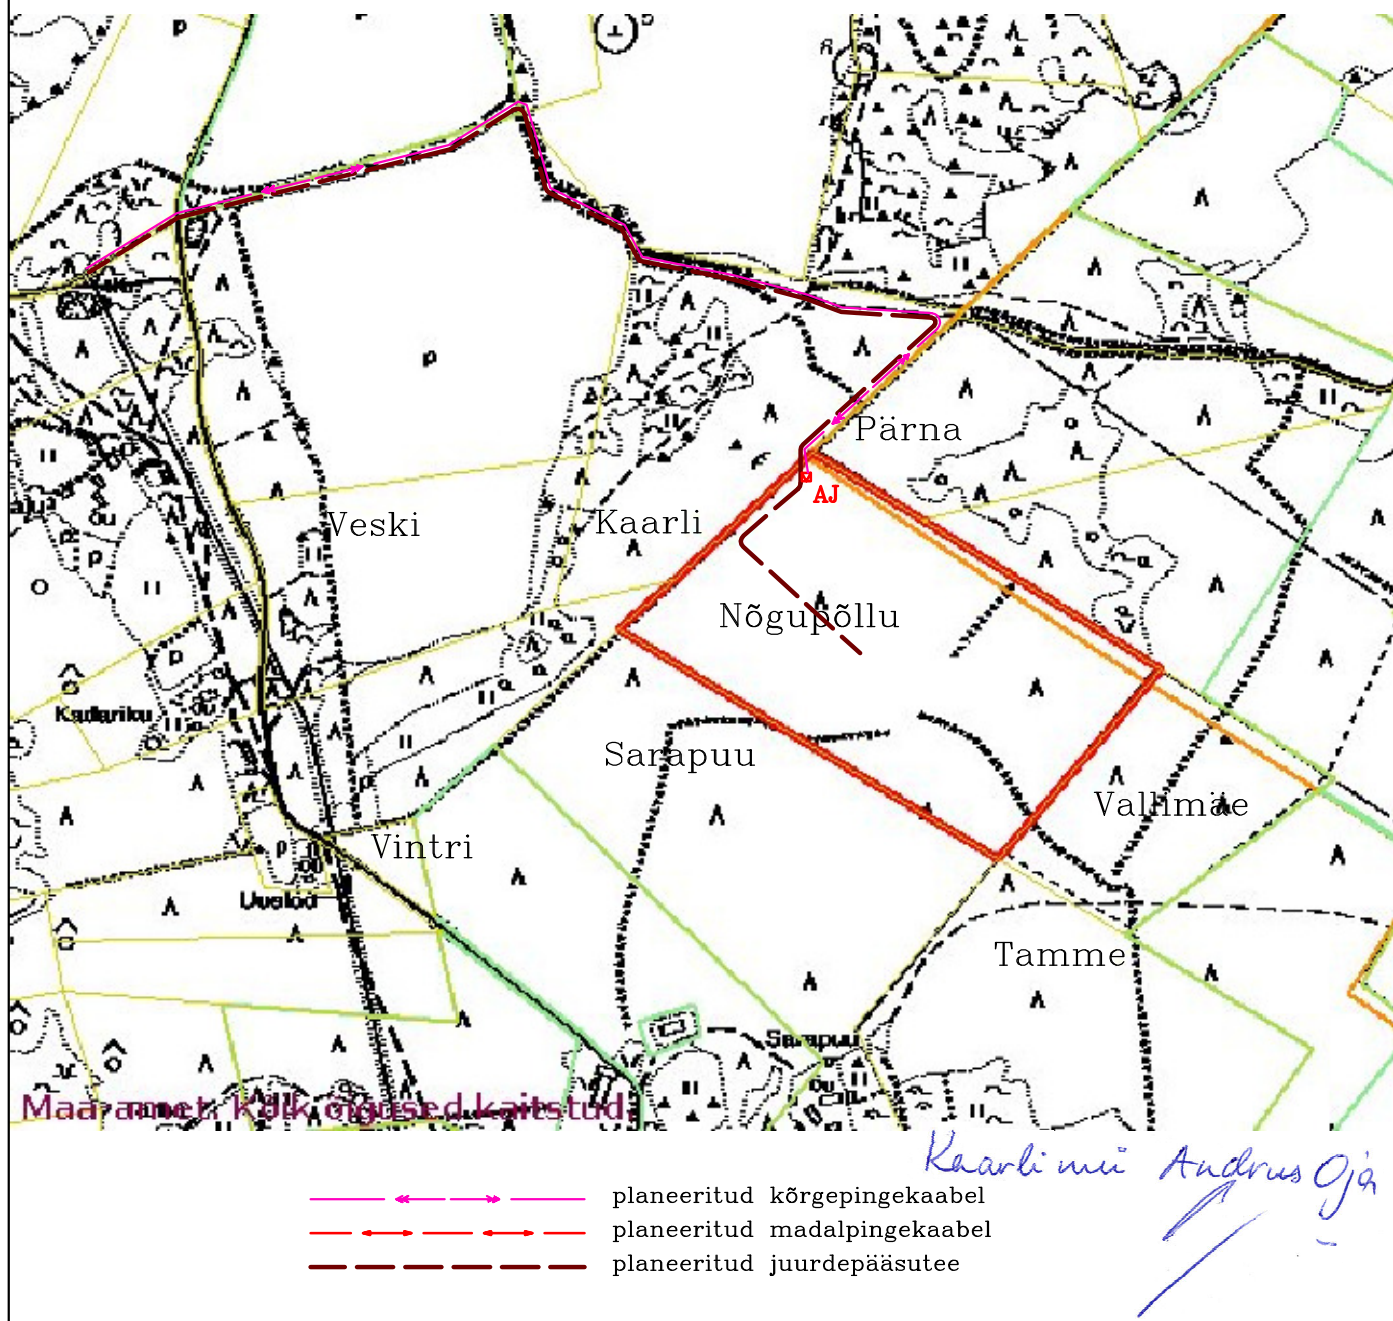 Pärna
AJ
Veski
Kaarli
Nõgupõllu
Kadariku
Sarapuu
Vallimäe
Vintri
Tamme
Sarapuu
Maa-amet. Kõik õigused kaitstud.
Kaarli mü Andrus Oja
planeeritud kõrgepingekaabel
planeeritud madalpingekaabel
planeeritud juurdepääsutee